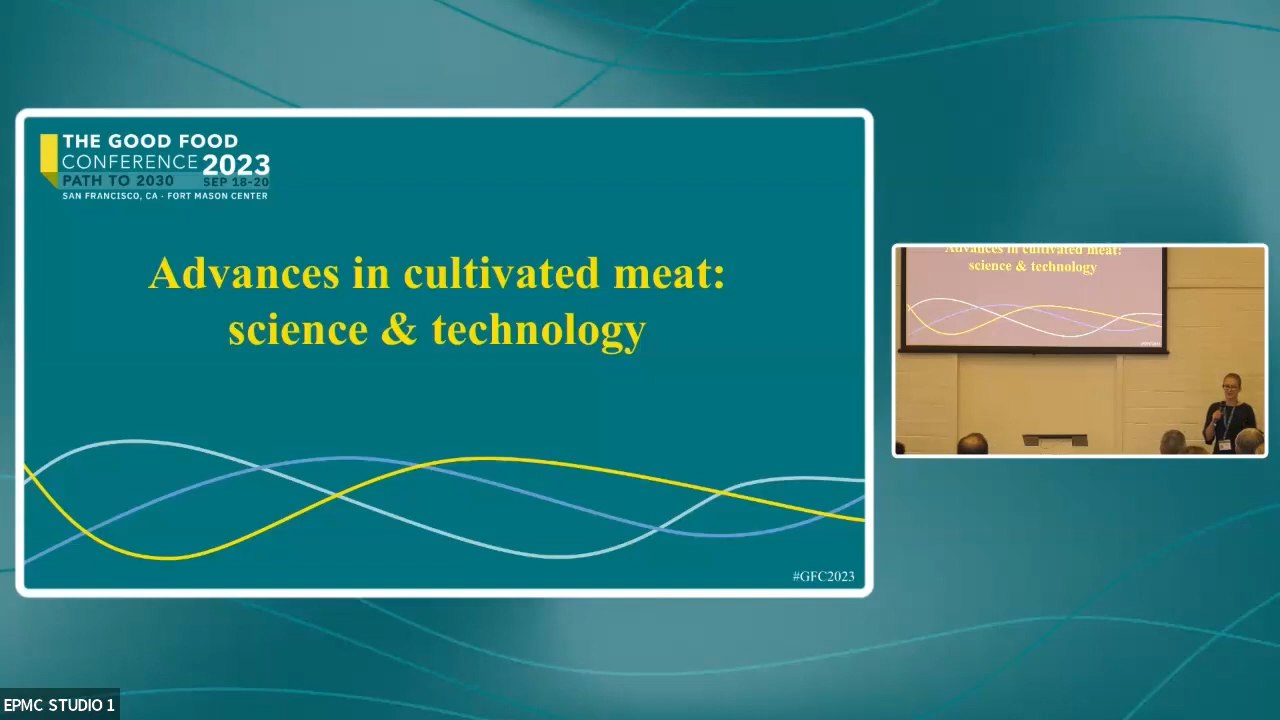 THE GOOD FOOD
CONFERENCE 2023
PATH TO 2030 SEP 18-20
SAN FRANCISCO, CA · FORT MASON CENTER
Advances in cultivated meat:
science & technology
#GFC2023
Advances in cultivated meat:
science & technology
EPMC STUDIO 1